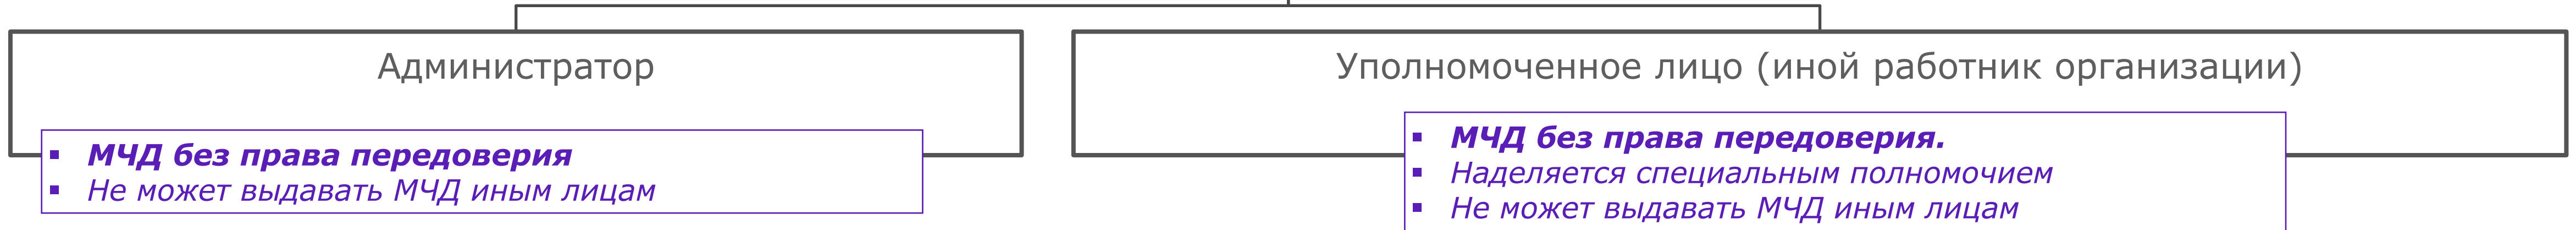 Администратор
▪ МЧД без права передоверия
▪ Не может выдавать МЧД иным лицам
Уполномоченное лицо (иной работник организации)
▪ МЧД без права передоверия.
▪ Наделяется специальным полномочием
▪ Не может выдавать МЧД иным лицам